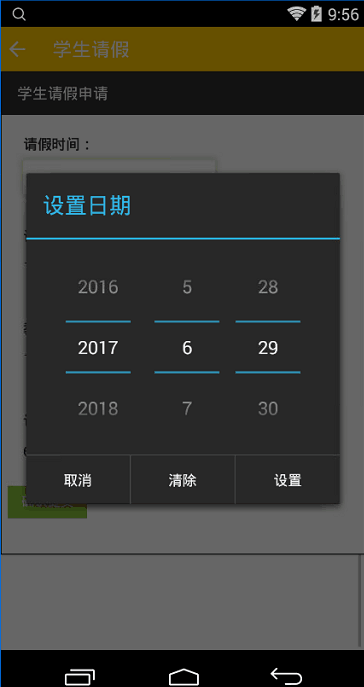 9:56
学生请假
学生请假申请
请假时间：
设置日期
2016 5 28
2017 6 29
2018 7 30
取消 清除 设置